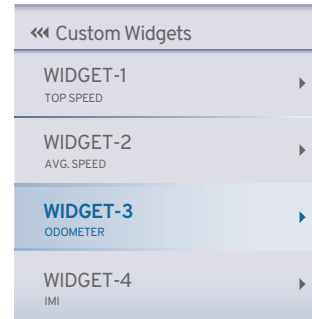 Custom Widgets
WIDGET-1
TOP SPEED
WIDGET-2
AVG. SPEED
WIDGET-3
ODOMETER
WIDGET-4
IMI